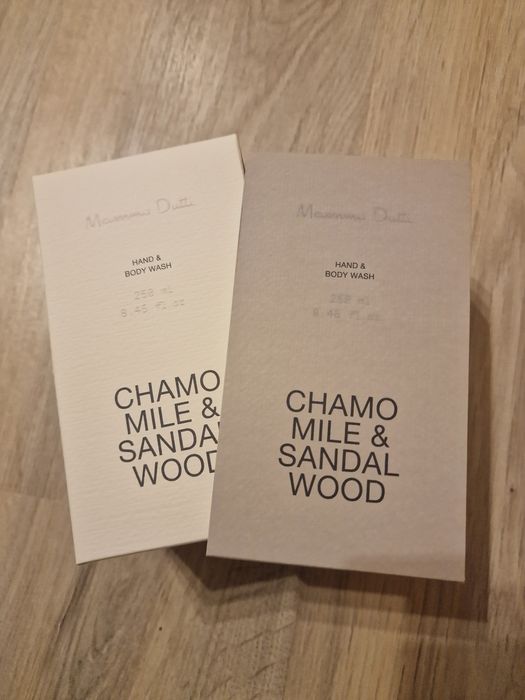 Massimo Dutti
HAND &
BODY WASH
250 ml
8.45 fl oz
CHAMO
MILE &
SANDAL
WOOD
Massimo Dutti
HAND &
BODY WASH
250 ml
8.45 fl oz
CHAMO
MILE &
SANDAL
WOOD